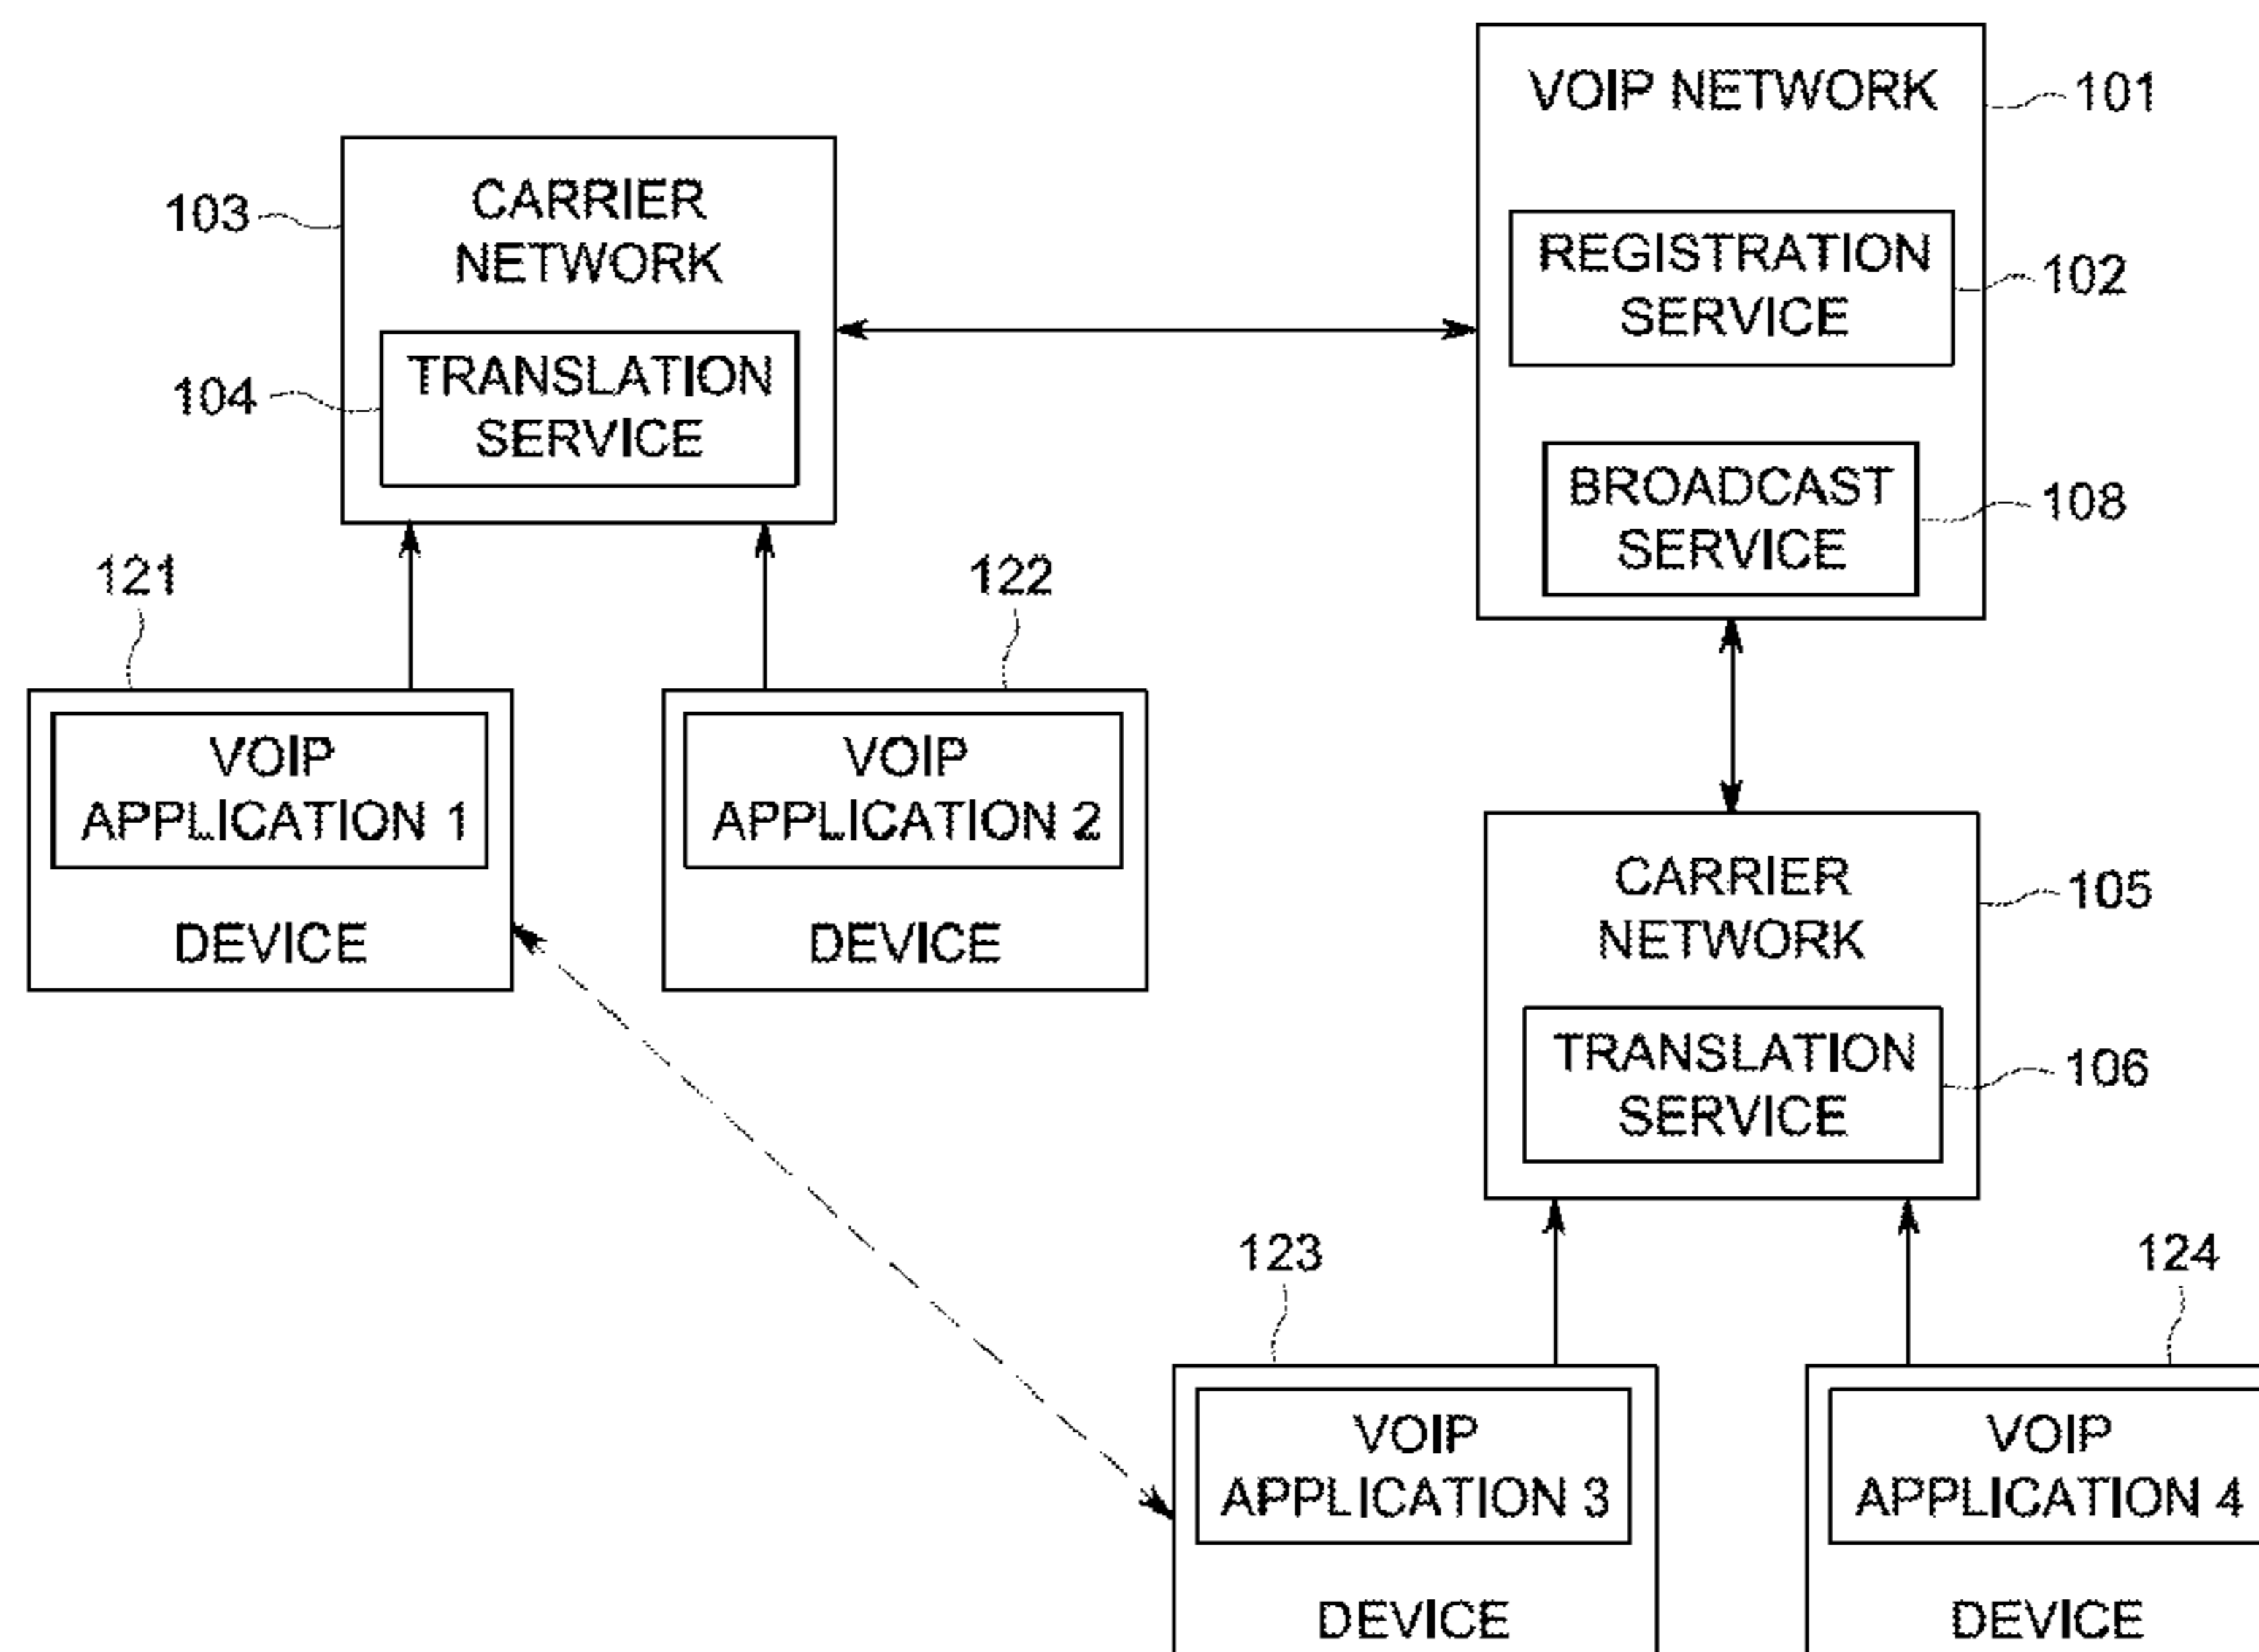 VOIP NETWORK
101
REGISTRATION
SERVICE
102
BROADCAST
SERVICE
108
103
CARRIER
NETWORK
104
TRANSLATION
SERVICE
121
VOIP
APPLICATION 1
DEVICE
122
VOIP
APPLICATION 2
DEVICE
CARRIER
NETWORK
105
TRANSLATION
SERVICE
106
123
VOIP
APPLICATION 3
DEVICE
124
VOIP
APPLICATION 4
DEVICE